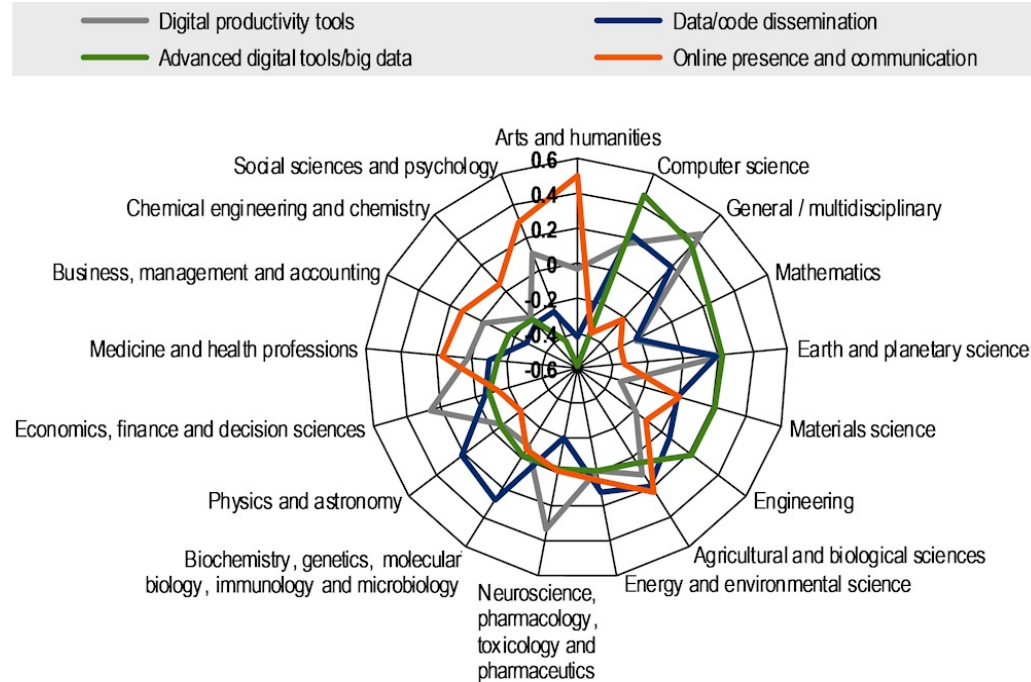 Digital productivity tools
Data/code dissemination
Advanced digital tools/big data
Online presence and communication
Arts and humanities
0.6
Social sciences and psychology
Computer science
0.4
Chemical engineering and chemistry
General / multidisciplinary
0.2
Business, management and accounting
Mathematics
0
-0.2
Medicine and health professions
Earth and planetary science
-0.4
-0.6
Economics, finance and decision sciences
Materials science
Physics and astronomy
Engineering
Biochemistry, genetics, molecular
biology, immunology and microbiology
Agricultural and biological sciences
Energy and environmental science
Neuroscience,
pharmacology,
toxicology and
pharmaceutics